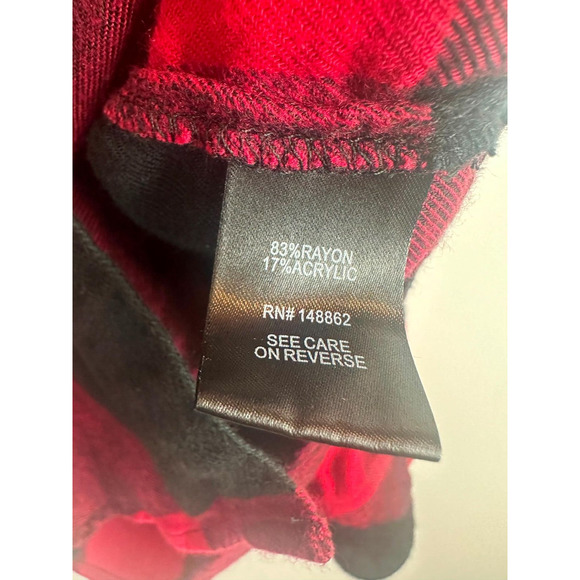 83%RAYON
17%ACRYLIC
RN# 148862
SEE CARE
ON REVERSE